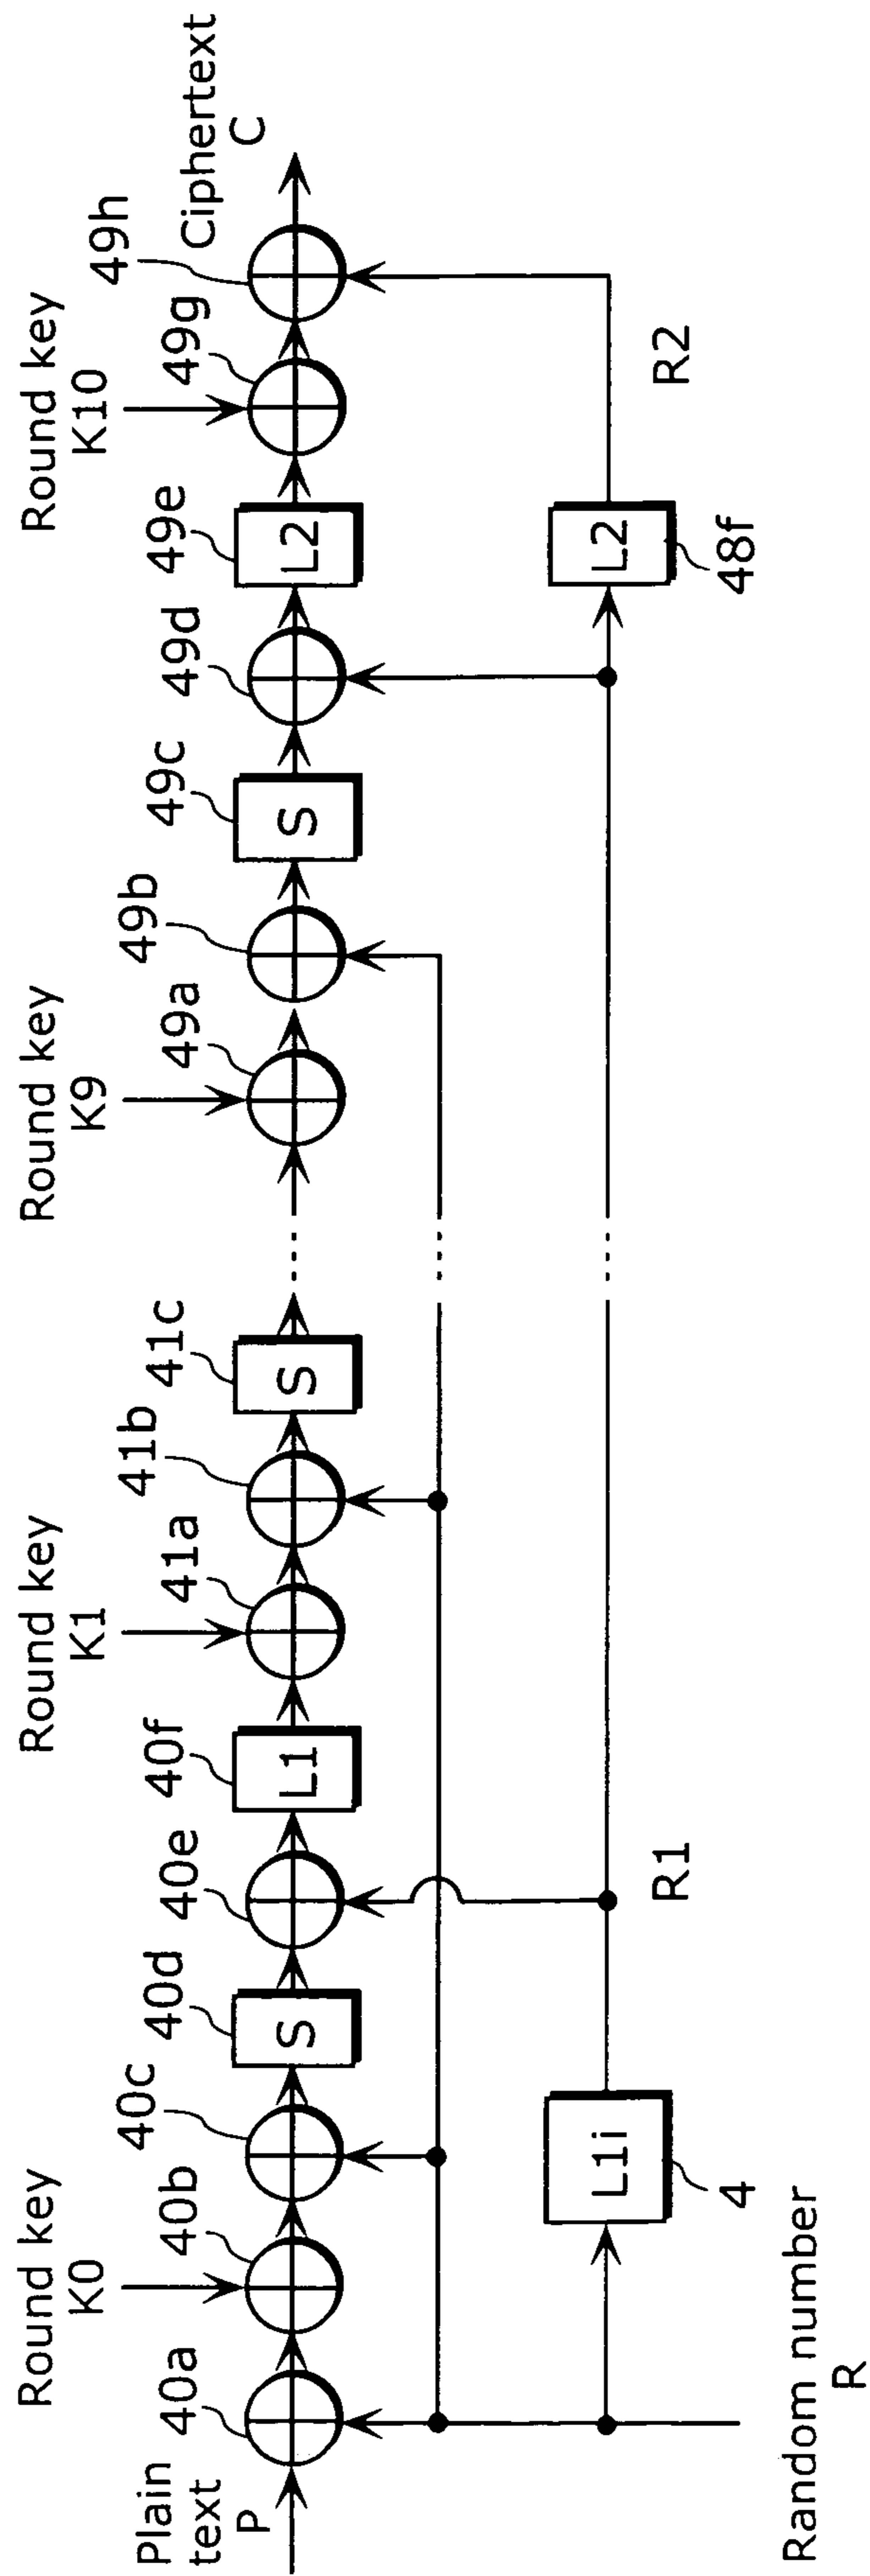 Plain
text
P
40a
Round key
K0
40b
40c
S
40d
40e
L1
40f
Round key
K1
41a
41b
S
41c
Round key
K9
49a
49b
S
49c
49d
L2
49e
Round key
K10
49g
49h
Ciphertext
C
Random number
R
L1i
4
R1
L2
48f
R2